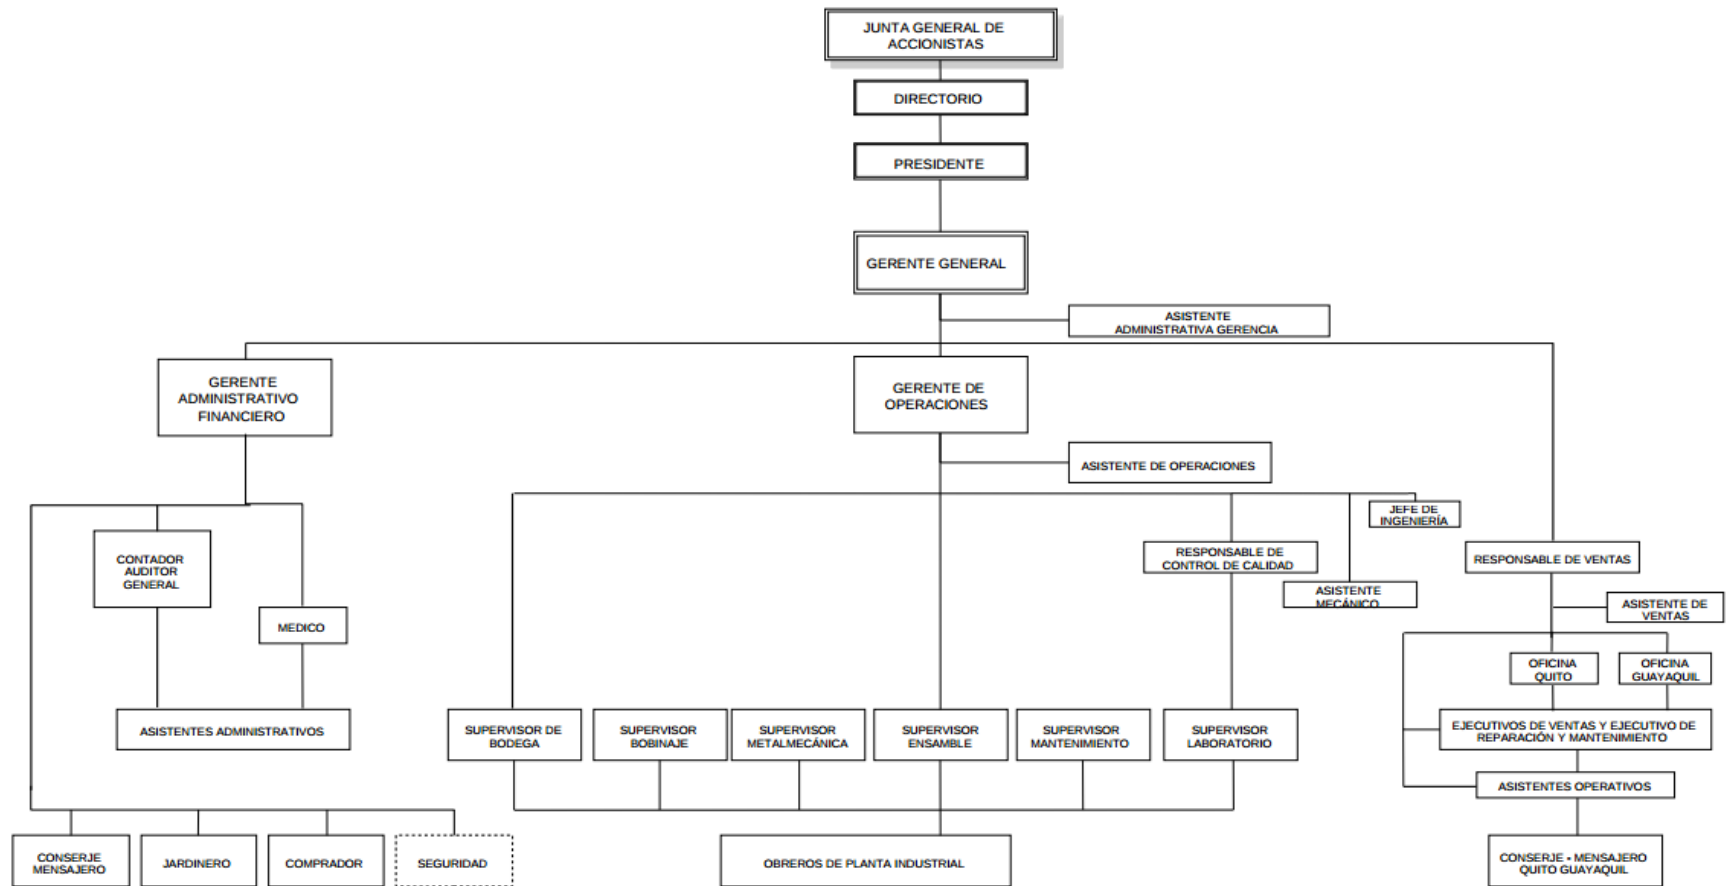 JUNTA GENERAL DE
ACCIONISTAS
DIRECTORIO
PRESIDENTE
GERENTE GENERAL
ASISTENTE
ADMINISTRATIVA GERENCIA
GERENTE
ADMINISTRATIVO
FINANCIERO
GERENTE DE
OPERACIONES
ASISTENTE DE OPERACIONES
JEFE DE
INGENIERÍA
CONTADOR
AUDITOR
GENERAL
RESPONSABLE DE
CONTROL DE CALIDAD
RESPONSABLE DE VENTAS
ASISTENTE
MECÁNICO
ASISTENTE DE
VENTAS
MEDICO
OFICINA
QUITO
OFICINA
GUAYAQUIL
ASISTENTES ADMINISTRATIVOS
SUPERVISOR DE
BODEGA
SUPERVISOR
BOBINAJE
SUPERVISOR
METALMECÁNICA
SUPERVISOR
ENSAMBLE
SUPERVISOR
MANTENIMIENTO
SUPERVISOR
LABORATORIO
EJECUTIVOS DE VENTAS Y EJECUTIVO DE
REPARACIÓN Y MANTENIMIENTO
ASISTENTES OPERATIVOS
CONSERJE
MENSAJERO
JARDINERO
COMPRADOR
SEGURIDAD
OBREROS DE PLANTA INDUSTRIAL
CONSERJE - MENSAJERO
QUITO GUAYAQUIL